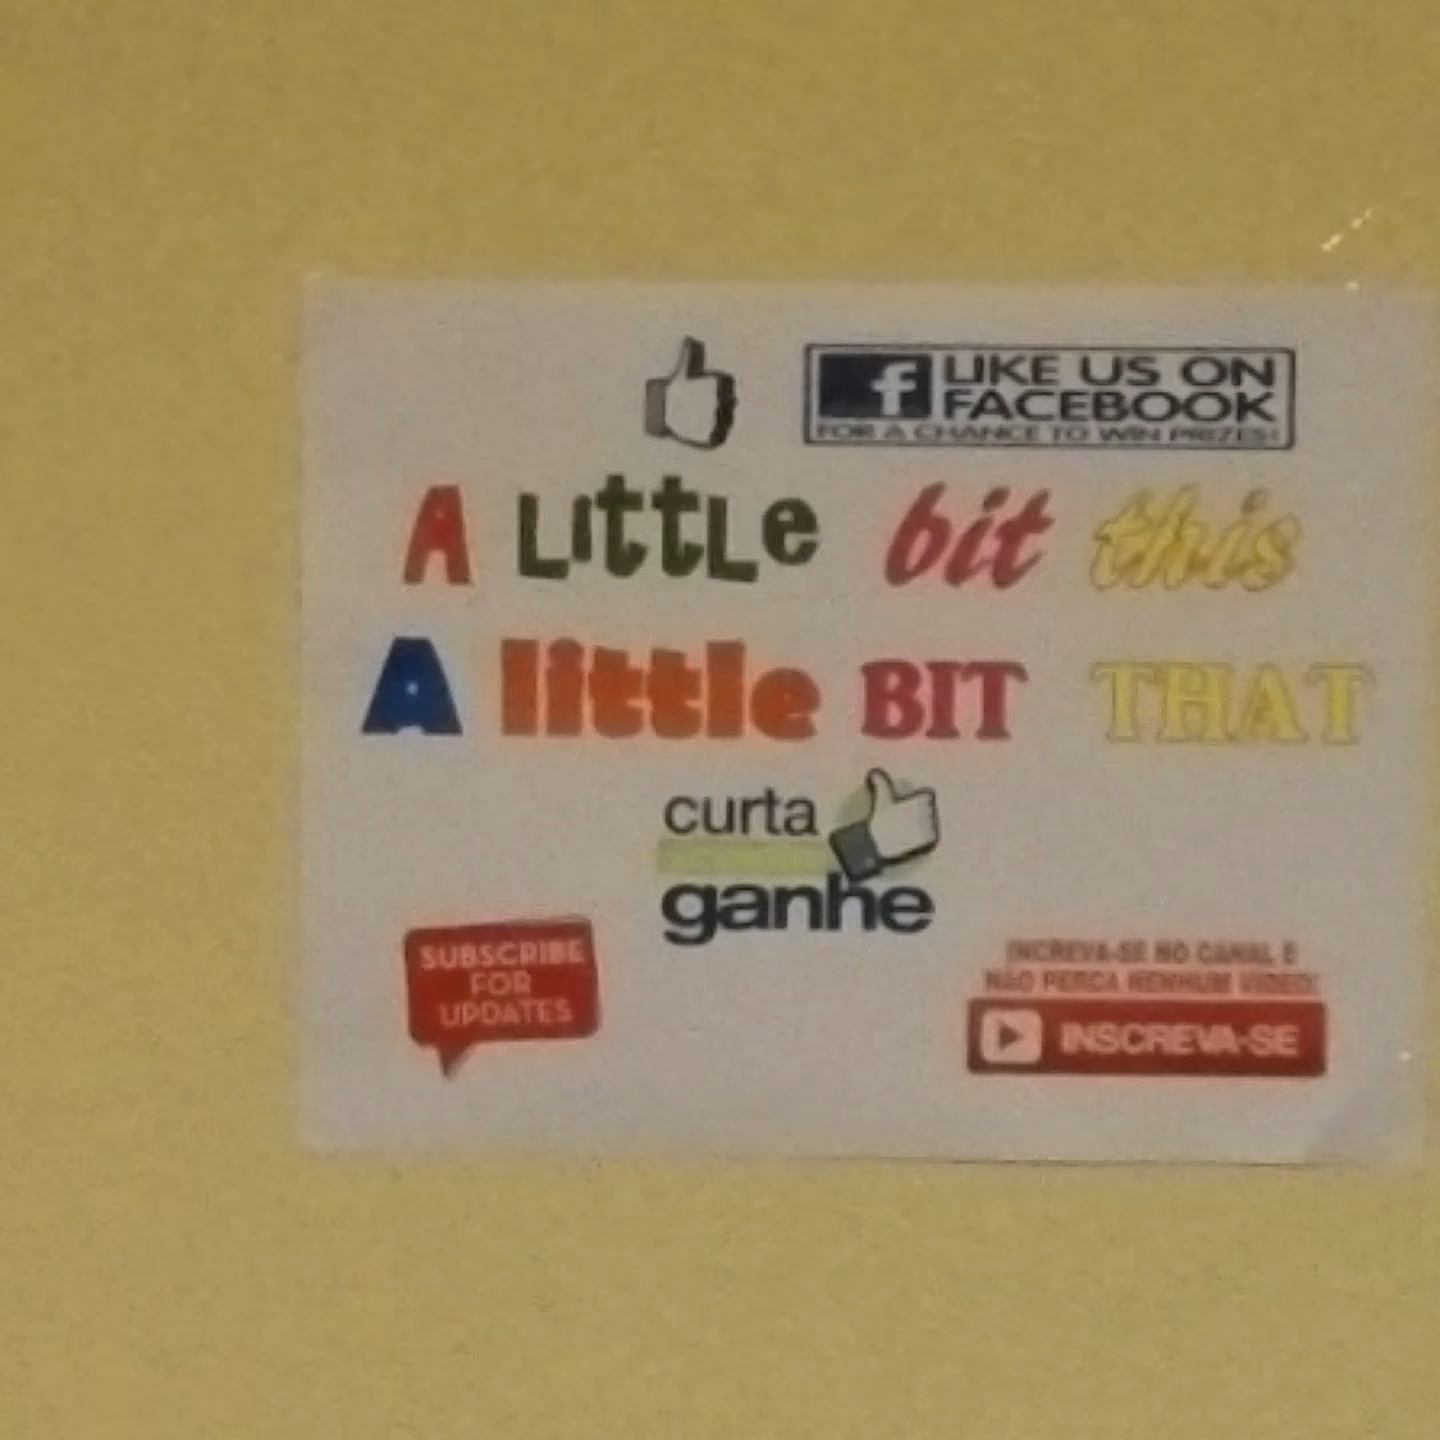 f LIKE US ON
FACEBOOK
FOR A CHANCE TO WIN PRIZES!
A LittLe bit this
A little BIT THAT
curta
ganhe
SUBSCRIBE
FOR
UPDATES
INCREVA-SE NO CANAL E
NÃO PERCA NENHUM VIDEO!
INSCREVA-SE